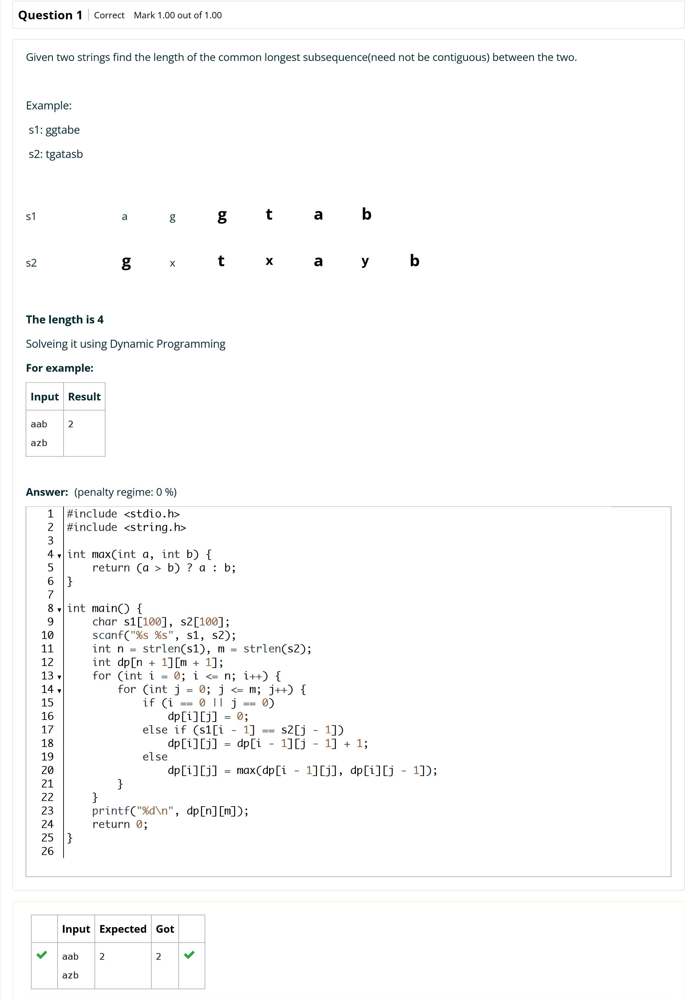 Question 1 Correct Mark 1.00 out of 1.00
Given two strings find the length of the common longest subsequence(need not be contiguous) between the two.
Example:
s1: ggtabe
s2: tgatasb
s1 a g g t a b
s2 g x t x a y b
The length is 4
Solveing it using Dynamic Programming
For example:
Input Result
aab 2
azb
Answer: (penalty regime: 0 %)
1 #include <stdio.h>
2 #include <string.h>
3
4 int max(int a, int b) {
5     return (a > b) ? a : b;
6 }
7
8 int main() {
9     char s1[100], s2[100];
10     scanf("%s %s", s1, s2);
11     int n = strlen(s1), m = strlen(s2);
12     int dp[n + 1][m + 1];
13     for (int i = 0; i <= n; i++) {
14         for (int j = 0; j <= m; j++) {
15             if (i == 0 || j == 0)
16                 dp[i][j] = 0;
17             else if (s1[i - 1] == s2[j - 1])
18                 dp[i][j] = dp[i - 1][j - 1] + 1;
19             else
20                 dp[i][j] = max(dp[i - 1][j], dp[i][j - 1]);
21         }
22     }
23     printf("%d\n", dp[n][m]);
24     return 0;
25 }
26
Input Expected Got
aab 2 2
azb